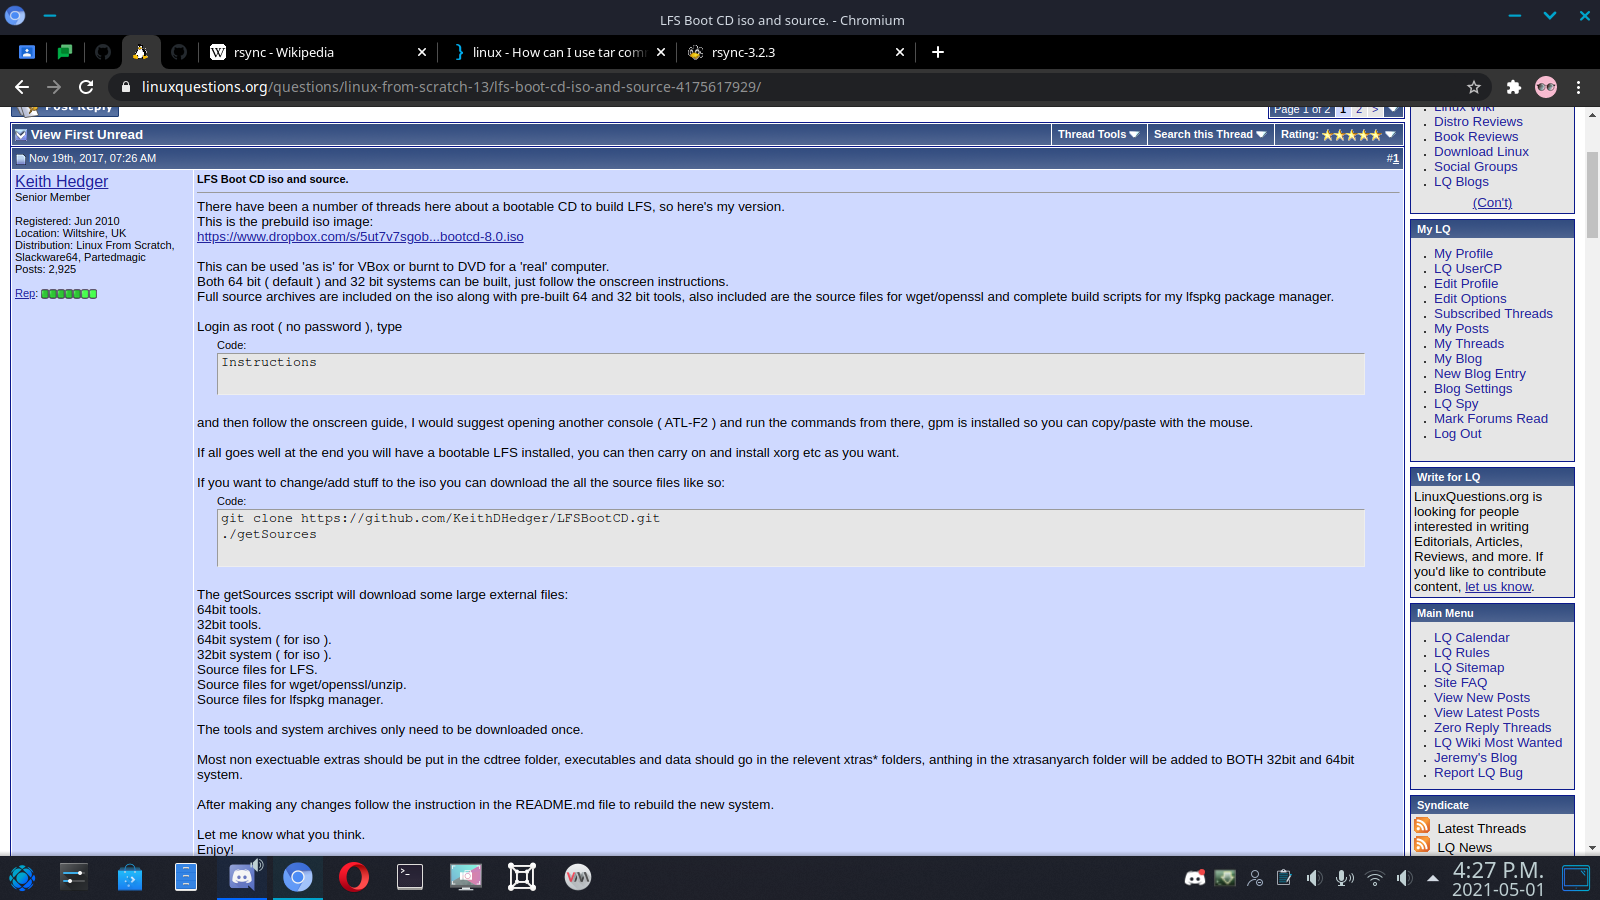 LFS Boot CD iso and source. - Chromium
rsync - Wikipedia
linux - How can I use tar com
rsync-3.2.3
linuxquestions.org/questions/linux-from-scratch-13/lfs-boot-cd-iso-and-source-4175617929/
Post Reply
Page 1 of 2 1 2 >
View First Unread
Thread Tools
Search this Thread
Rating:
Nov 19th, 2017, 07:26 AM
#1
Keith Hedger
Senior Member
Registered: Jun 2010
Location: Wiltshire, UK
Distribution: Linux From Scratch,
Slackware64, Partedmagic
Posts: 2,925
Rep:
LFS Boot CD iso and source.
There have been a number of threads here about a bootable CD to build LFS, so here's my version.
This is the prebuild iso image:
https://www.dropbox.com/s/5ut7v7sgob...bootcd-8.0.iso
This can be used 'as is' for VBox or burnt to DVD for a 'real' computer.
Both 64 bit ( default ) and 32 bit systems can be built, just follow the onscreen instructions.
Full source archives are included on the iso along with pre-built 64 and 32 bit tools, also included are the source files for wget/openssl and complete build scripts for my lfspkg package manager.
Login as root ( no password ), type
Code:
Instructions
and then follow the onscreen guide, I would suggest opening another console ( ATL-F2 ) and run the commands from there, gpm is installed so you can copy/paste with the mouse.
If all goes well at the end you will have a bootable LFS installed, you can then carry on and install xorg etc as you want.
If you want to change/add stuff to the iso you can download the all the source files like so:
Code:
git clone https://github.com/KeithDHedger/LFSBootCD.git
./getSources
The getSources sscript will download some large external files:
64bit tools.
32bit tools.
64bit system ( for iso ).
32bit system ( for iso ).
Source files for LFS.
Source files for wget/openssl/unzip.
Source files for lfspkg manager.
The tools and system archives only need to be downloaded once.
Most non exectuable extras should be put in the cdtree folder, executables and data should go in the relevent xtras* folders, anthing in the xtrasanyarch folder will be added to BOTH 32bit and 64bit
system.
After making any changes follow the instruction in the README.md file to rebuild the new system.
Let me know what you think.
Enjoy!
Linux Wiki
Distro Reviews
Book Reviews
Download Linux
Social Groups
LQ Blogs
(Con't)
My LQ
My Profile
LQ UserCP
Edit Profile
Edit Options
Subscribed Threads
My Posts
My Threads
My Blog
New Blog Entry
Blog Settings
LQ Spy
Mark Forums Read
Log Out
Write for LQ
LinuxQuestions.org is
looking for people
interested in writing
Editorials, Articles,
Reviews, and more. If
you'd like to contribute
content, let us know.
Main Menu
LQ Calendar
LQ Rules
LQ Sitemap
Site FAQ
View New Posts
View Latest Posts
Zero Reply Threads
LQ Wiki Most Wanted
Jeremy's Blog
Report LQ Bug
Syndicate
Latest Threads
LQ News
4:27 P.M.
2021-05-01